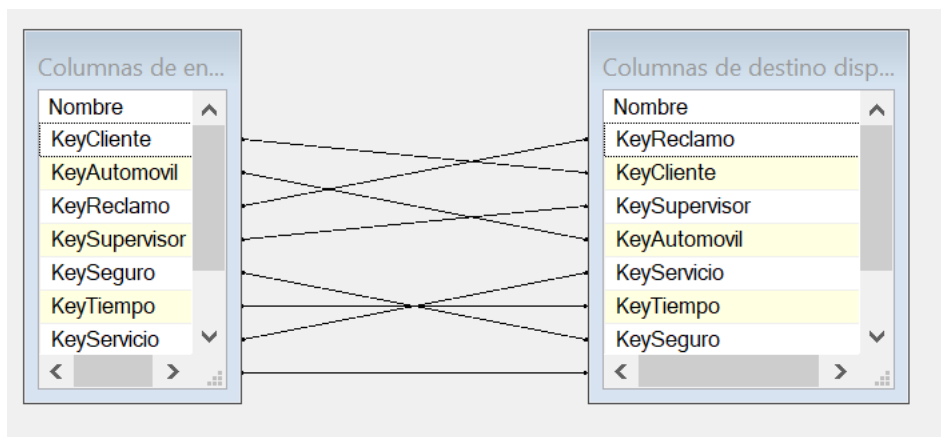 Columnas de en...
Nombre
KeyCliente
KeyAutomovil
KeyReclamo
KeySupervisor
KeySeguro
KeyTiempo
KeyServicio
Columnas de destino disp...
Nombre
KeyReclamo
KeyCliente
KeySupervisor
KeyAutomovil
KeyServicio
KeyTiempo
KeySeguro